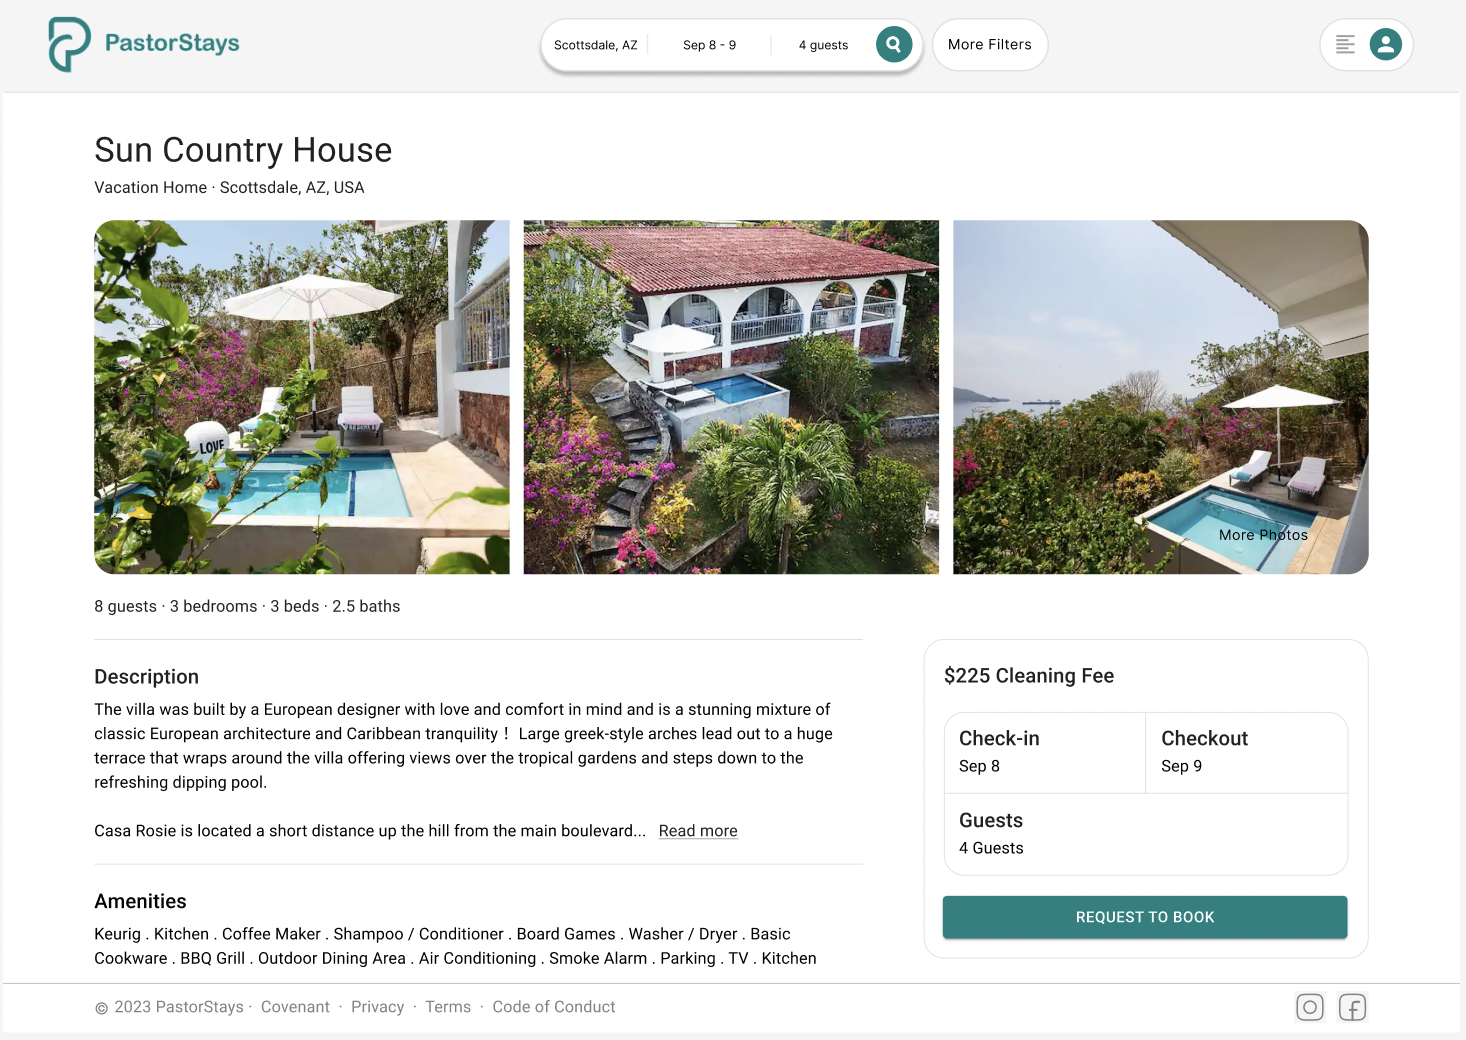 PastorStays
Scottsdale, AZ
Sep 8 - 9
4 guests
More Filters
Sun Country House
Vacation Home · Scottsdale, AZ, USA
LOVE
More Photos
8 guests · 3 bedrooms · 3 beds · 2.5 baths
Description
The villa was built by a European designer with love and comfort in mind and is a stunning mixture of
classic European architecture and Caribbean tranquility！ Large greek-style arches lead out to a huge
terrace that wraps around the villa offering views over the tropical gardens and steps down to the
refreshing dipping pool.
Casa Rosie is located a short distance up the hill from the main boulevard... Read more
Amenities
Keurig . Kitchen . Coffee Maker . Shampoo / Conditioner . Board Games . Washer / Dryer . Basic
Cookware . BBQ Grill . Outdoor Dining Area . Air Conditioning . Smoke Alarm . Parking . TV . Kitchen
$225 Cleaning Fee
Check-in
Sep 8
Checkout
Sep 9
Guests
4 Guests
REQUEST TO BOOK
© 2023 PastorStays · Covenant · Privacy · Terms · Code of Conduct